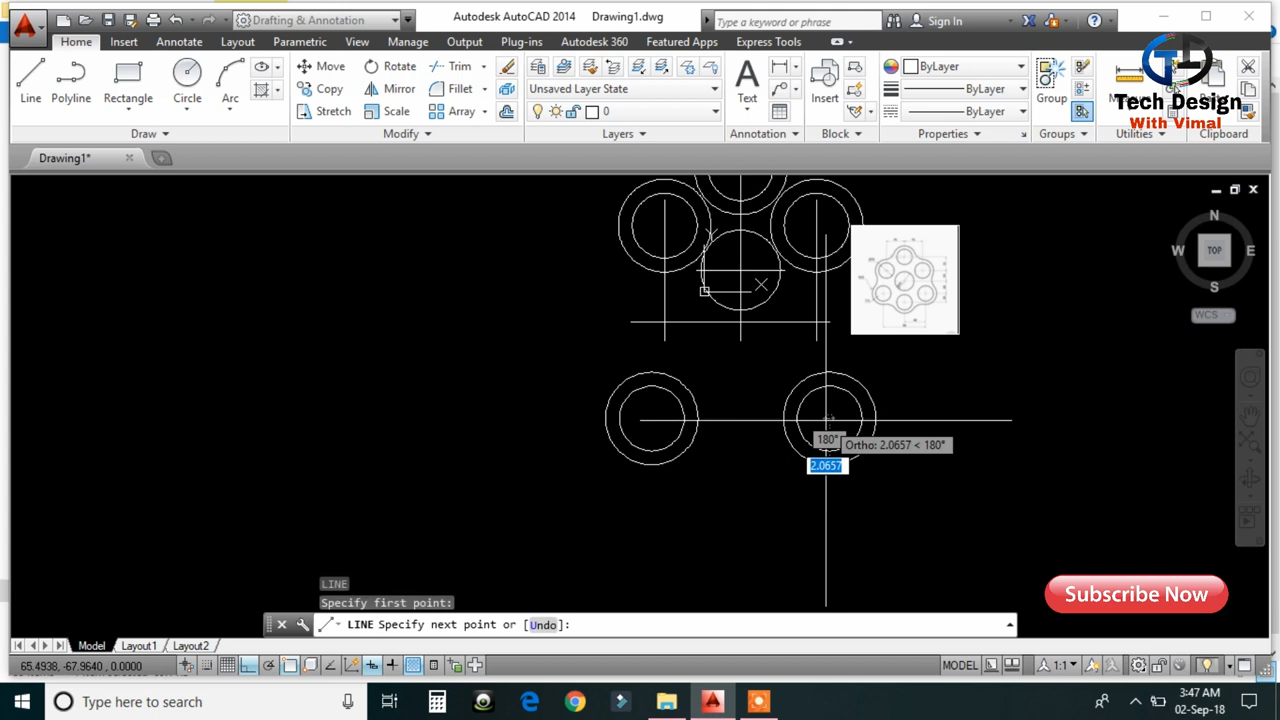 Drafting & Annotation
Autodesk AutoCAD 2014 Drawing1.dwg
Type a keyword or phrase
Sign In
Home Insert Annotate Layout Parametric View Manage Output Plug-ins Autodesk 360 Featured Apps Express Tools
Line Polyline Rectangle Circle Arc
Move Rotate Trim
Copy Mirror Fillet
Stretch Scale Array
Unsaved Layer State
0
Text
Insert
ByLayer
ByLayer
ByLayer
Group
Tech Design
With Vimal
Draw Modify Layers Annotation Block Properties Groups Utilities Clipboard
Drawing1*
N
W TOP E
S
WCS
Y
X
180°
Ortho: 2.0657 < 180°
2.0657
LINE
Specify first point:
LINE Specify next point or [Undo]:
Subscribe Now
Model Layout1 Layout2
65.4938, -67.9640, 0.0000
MODEL
1:1
Type here to search
3:47 AM
02-Sep-18